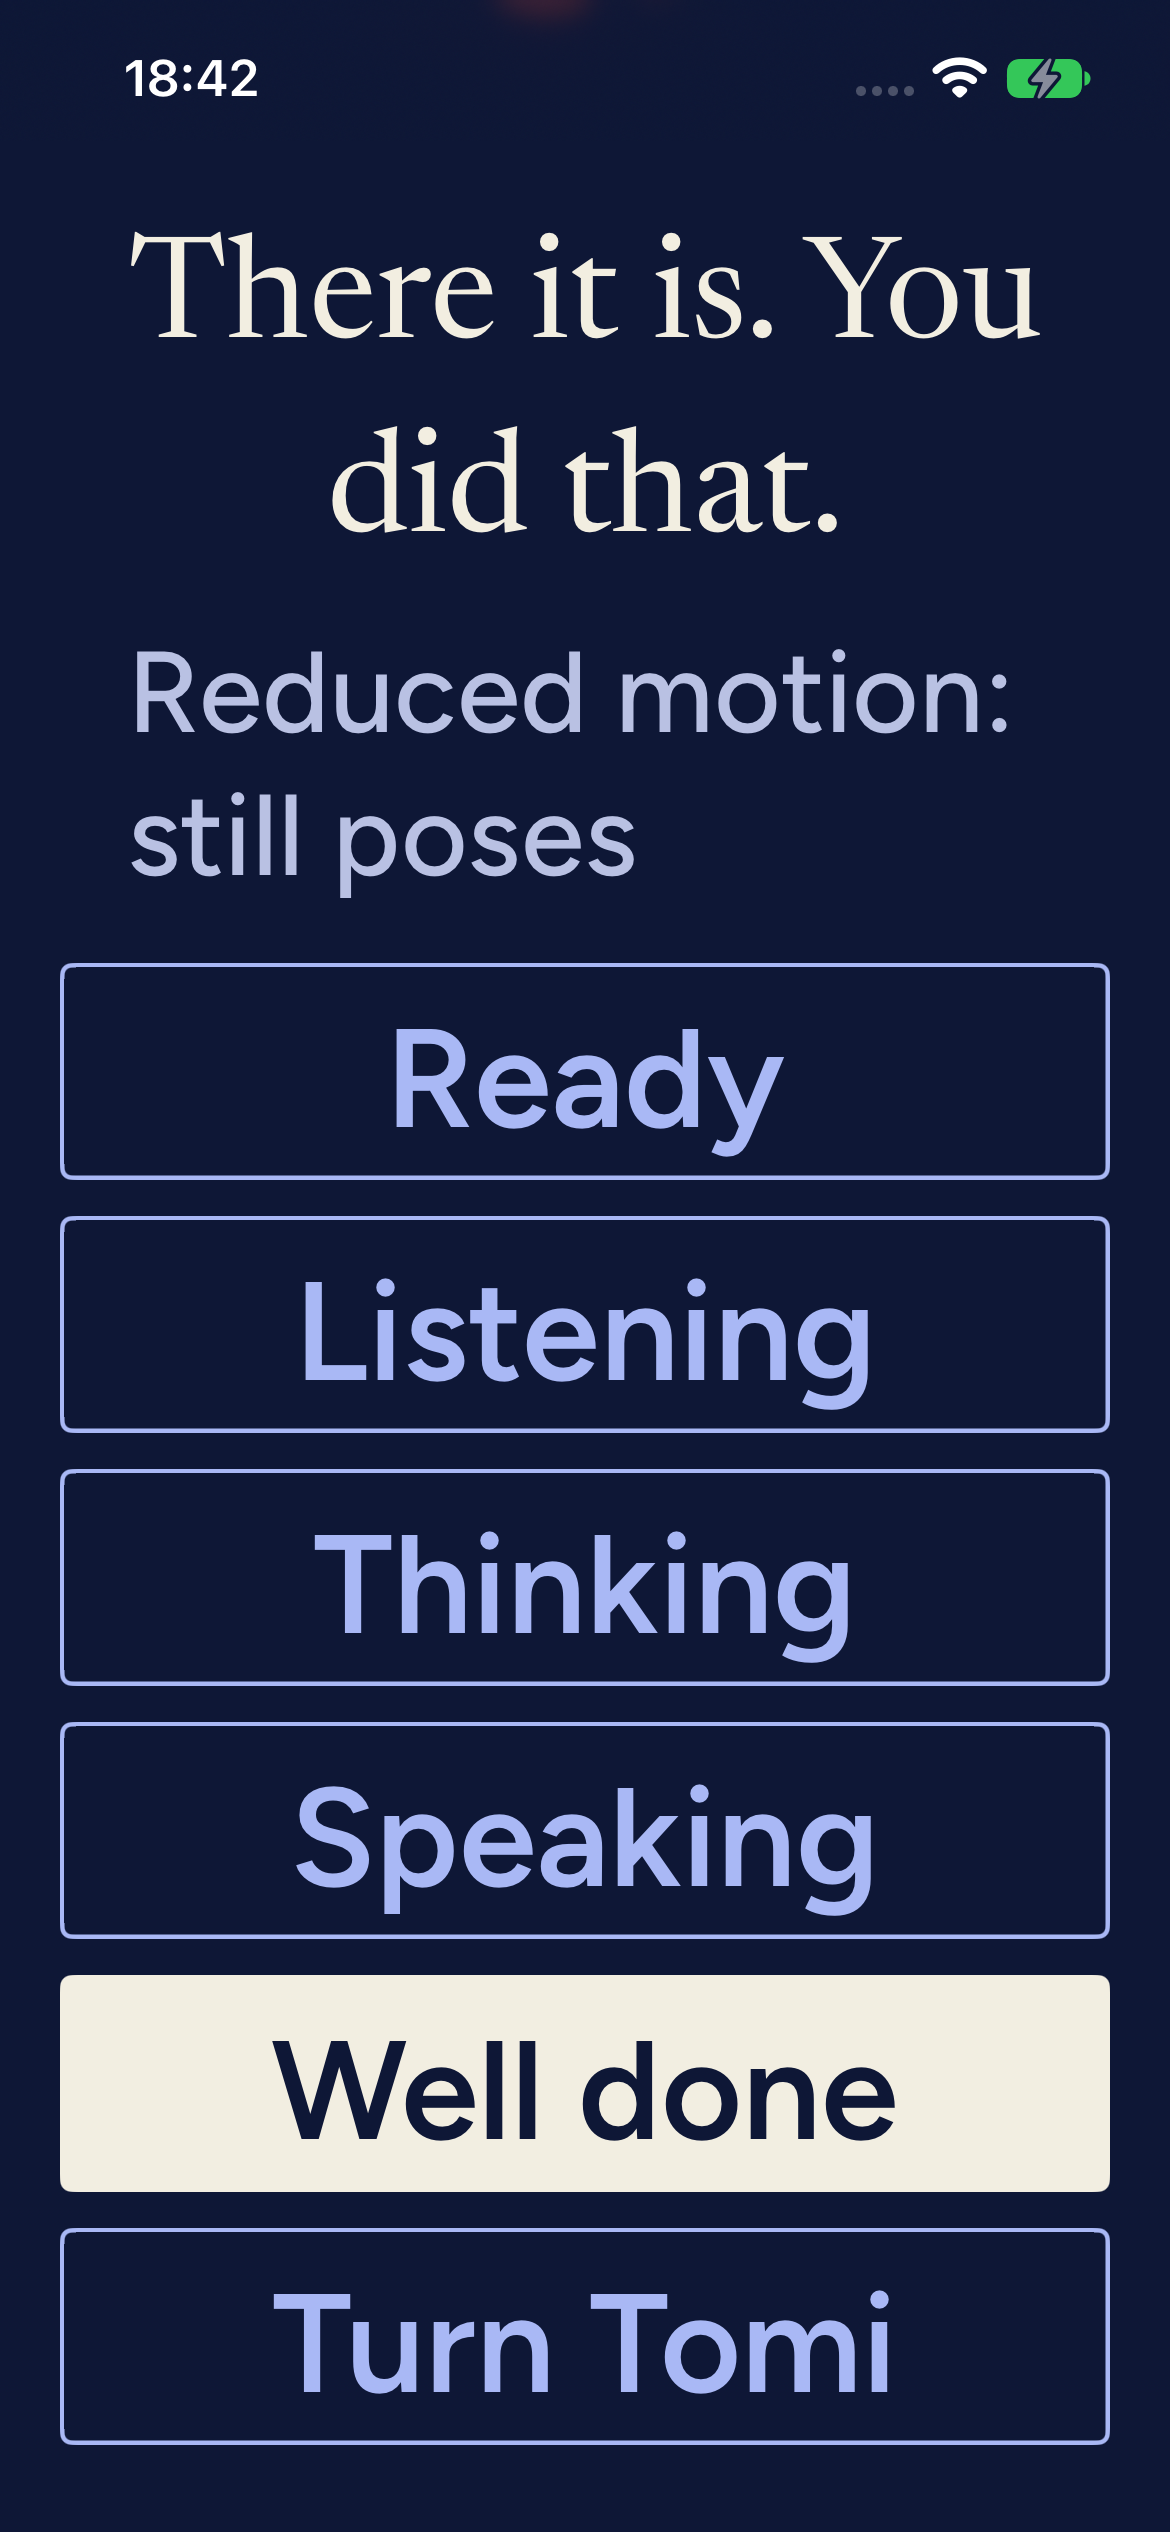 18:42
There it is. You
did that.
Reduced motion:
still poses
Ready
Listening
Thinking
Speaking
Well done
Turn Tomi